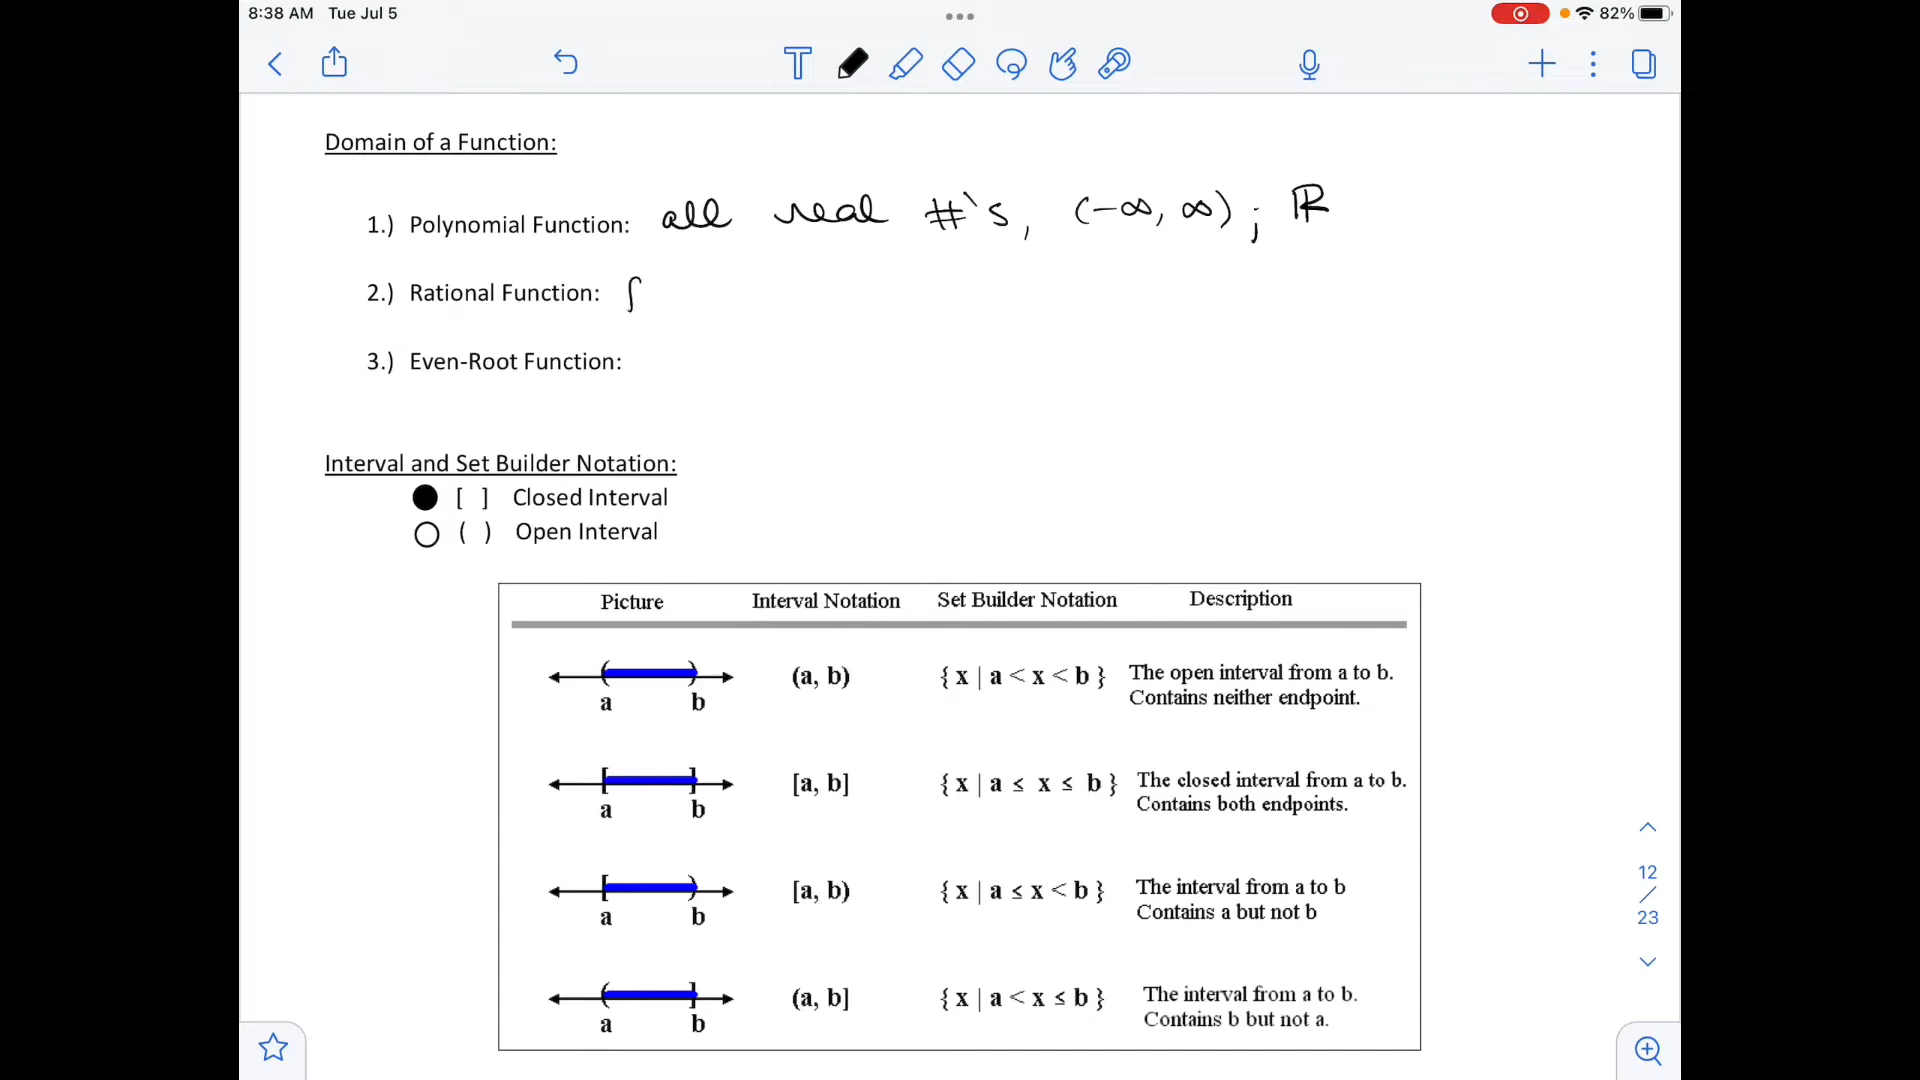 8:38 AM Tue Jul 5 82%
Domain of a Function:
1.) Polynomial Function: all real #'s, (-∞, ∞) ; ℝ
2.) Rational Function: ∫
3.) Even-Root Function:
Interval and Set Builder Notation:
[ ] Closed Interval
( ) Open Interval
Picture Interval Notation Set Builder Notation Description
( ) a b (a, b) { x | a < x < b } The open interval from a to b.
Contains neither endpoint.
[ ] a b [a, b] { x | a ≤ x ≤ b } The closed interval from a to b.
Contains both endpoints.
[ ) a b [a, b) { x | a ≤ x < b } The interval from a to b
Contains a but not b
( ] a b (a, b] { x | a < x ≤ b } The interval from a to b.
Contains b but not a.
12
/
23